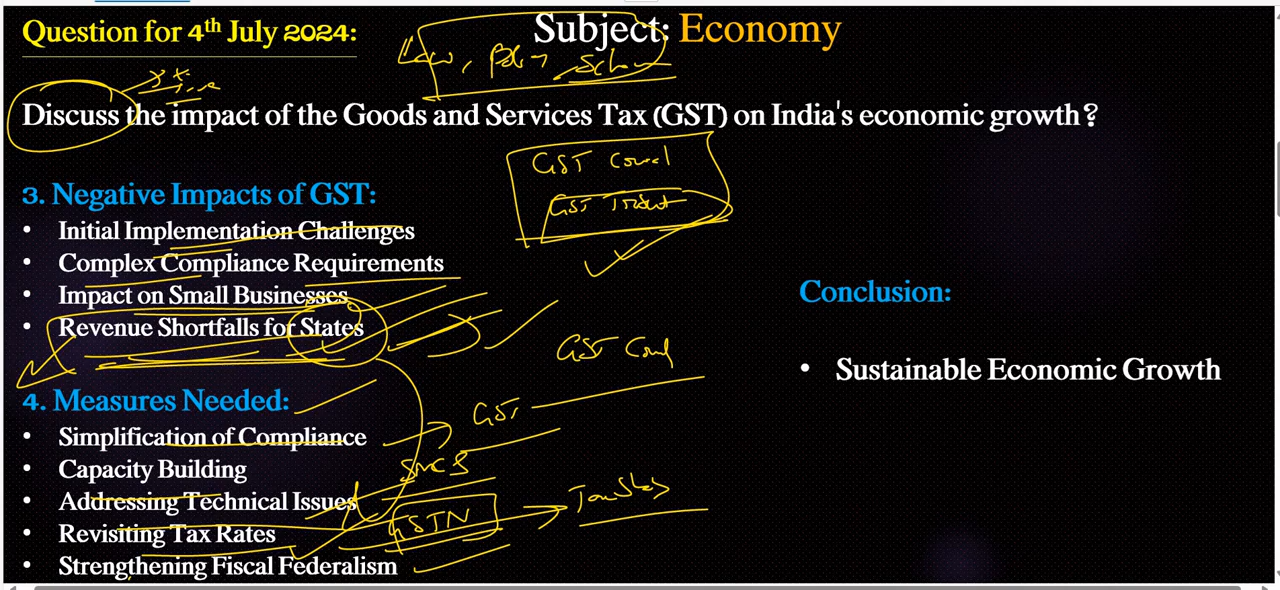 Question for 4th July 2024:
Subject: Economy
Law,
Discuss the impact of the Goods and Services Tax (GST) on India's economic growth?
GST
GST
3. Negative Impacts of GST:
• Initial Implementation Challenges
• Complex Compliance Requirements
• Impact on Small Businesses
• Revenue Shortfalls for States
GST
4. Measures Needed:
GST
• Simplification of Compliance
• Capacity Building
• Addressing Technical Issues
GSTN
• Revisiting Tax Rates
• Strengthening Fiscal Federalism
Conclusion:
• Sustainable Economic Growth